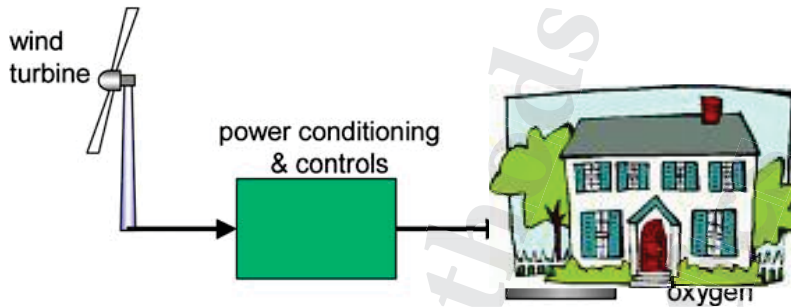 wind
turbine
power conditioning
& controls
oxygen